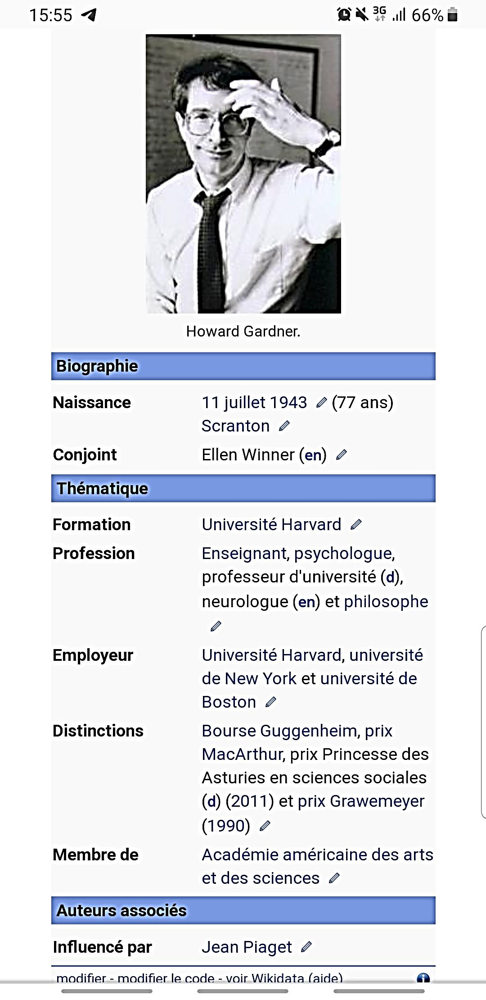 15:55 3G 66%
Howard Gardner.
Biographie
Naissance 11 juillet 1943 (77 ans)
Scranton
Conjoint Ellen Winner (en)
Thématique
Formation Université Harvard
Profession Enseignant, psychologue,
professeur d'université (d),
neurologue (en) et philosophe
Employeur Université Harvard, université
de New York et université de
Boston
Distinctions Bourse Guggenheim, prix
MacArthur, prix Princesse des
Asturies en sciences sociales
(d) (2011) et prix Grawemeyer
(1990)
Membre de Académie américaine des arts
et des sciences
Auteurs associés
Influencé par Jean Piaget
modifier - modifier le code - voir Wikidata (aide)